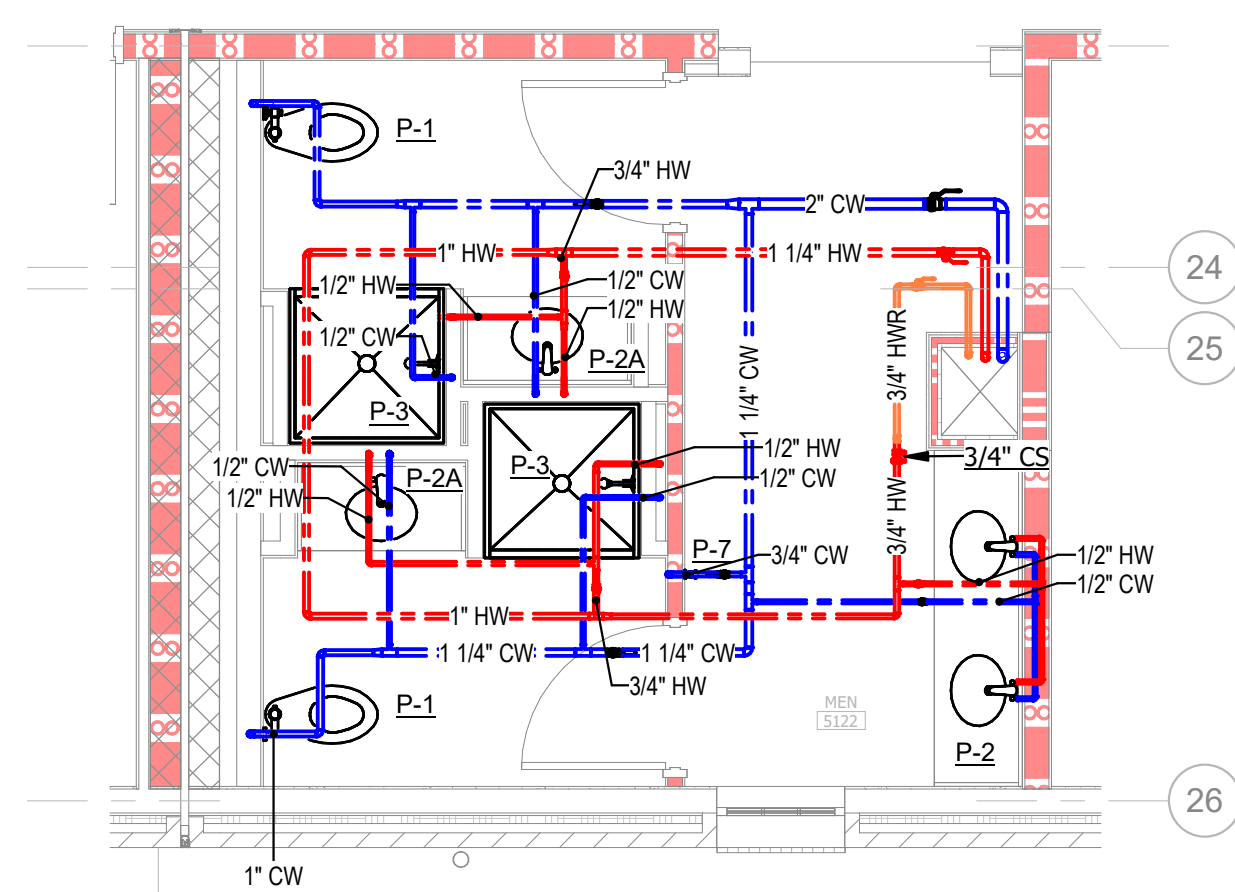 P-1
3/4" HW
2" CW
1" HW
1 1/4" HW
24
1/2" HW
1/2" CW
1/2" HW
1/2" CW
P-2A
25
P-3
3/4" HWR
1 1/4" CW
1/2" HW
1/2" CW
P-3
3/4" CS
1/2" CW
P-2A
1/2" HW
3/4" HW
P-7
3/4" CW
1/2" HW
1/2" CW
1" HW
1 1/4" CW
1 1/4" CW
3/4" HW
P-1
MEN
5122
P-2
26
1" CW